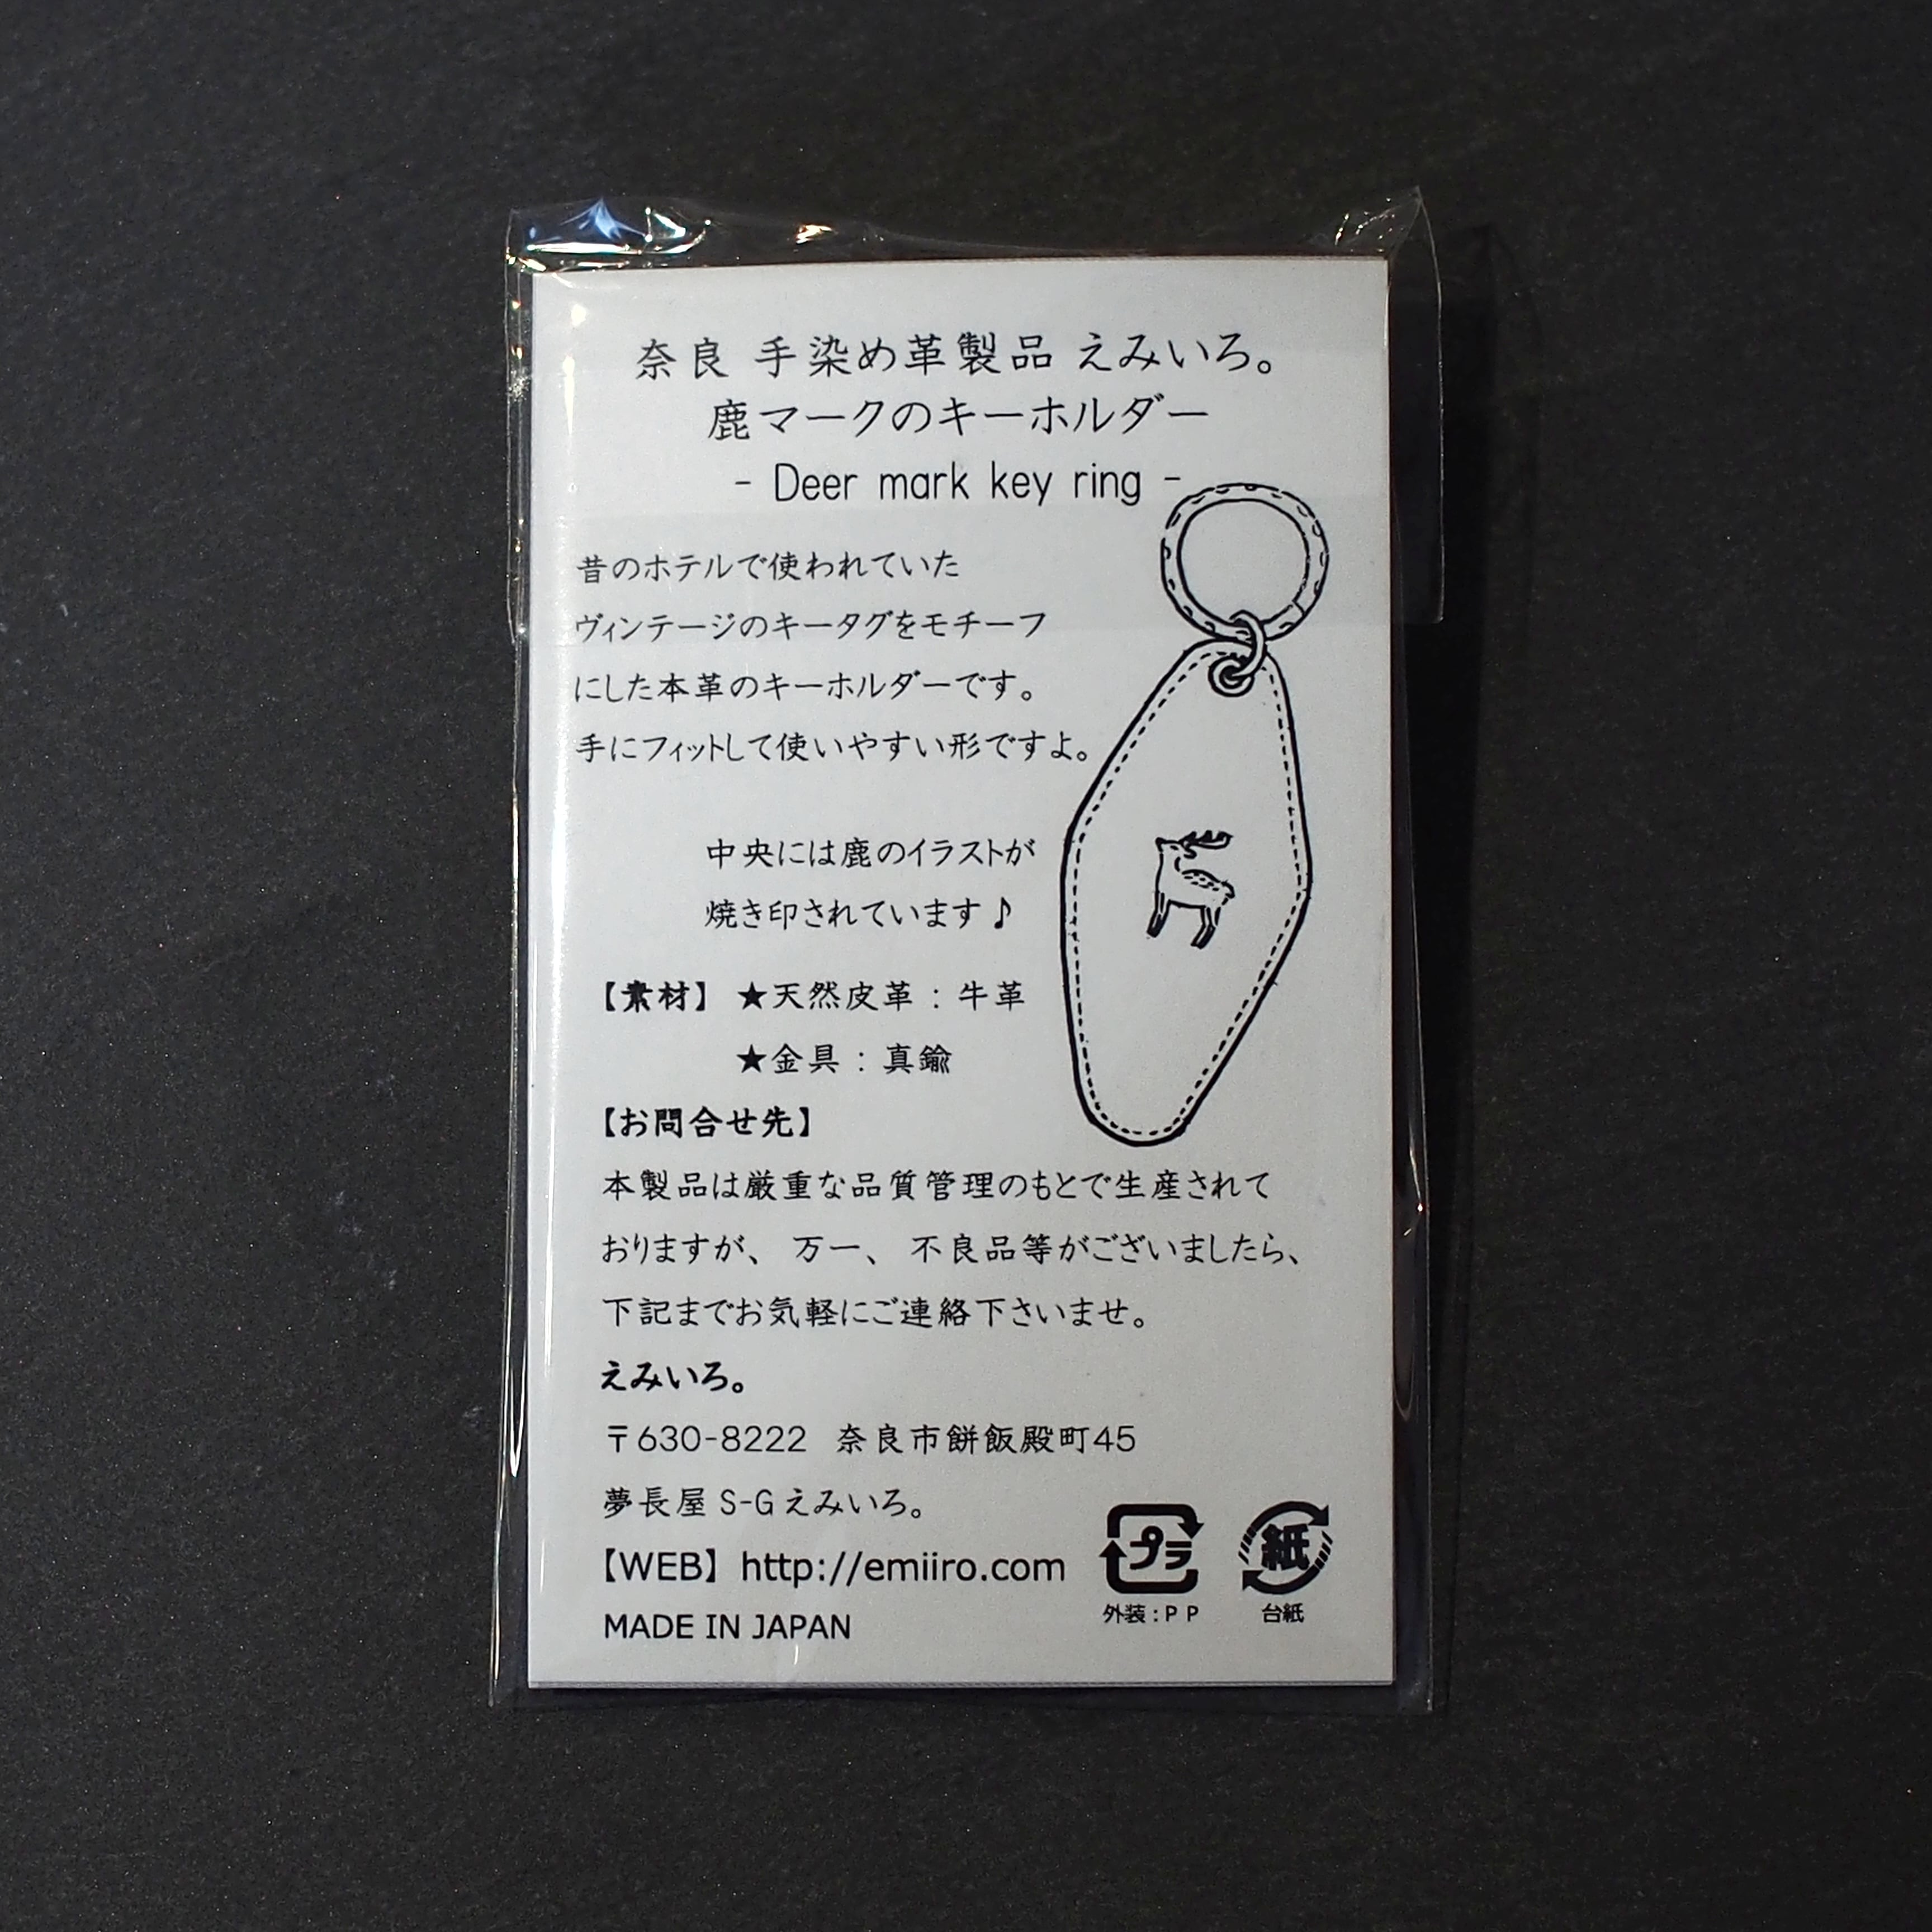 奈良 手染め革製品 えみいろ。
鹿マークのキーホルダー
- Deer mark key ring -
昔のホテルで使われていた
ヴィンテージのキータグをモチーフ
にした本革のキーホルダーです。
手にフィットして使いやすい形ですよ。
中央には鹿のイラストが
焼き印されています♪
【素材】 ★天然皮革：牛革
★金具：真鍮
【お問合せ先】
本製品は厳重な品質管理のもとで生産されて
おりますが、 万一、 不良品等がございましたら、
下記までお気軽にご連絡下さいませ。
えみいろ。
〒630-8222 奈良市餅飯殿町45
夢長屋 S-G えみいろ。
【WEB】 http://emiiro.com
MADE IN JAPAN
プラ 紙
外装：PP 台紙